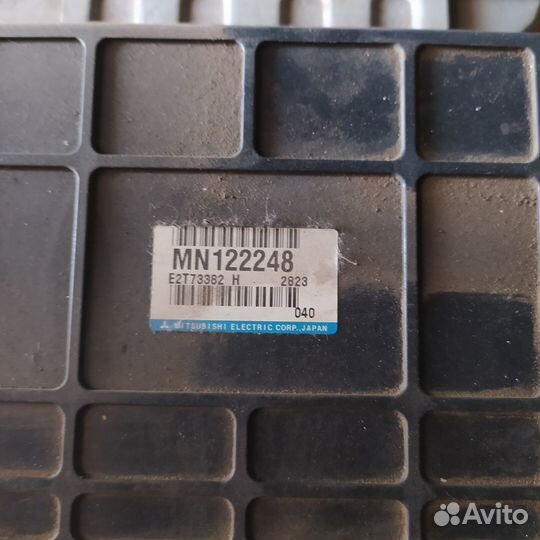 MN122248
E2T73382 H 2823
040
MITSUBISHI ELECTRIC CORP., JAPAN
Avito